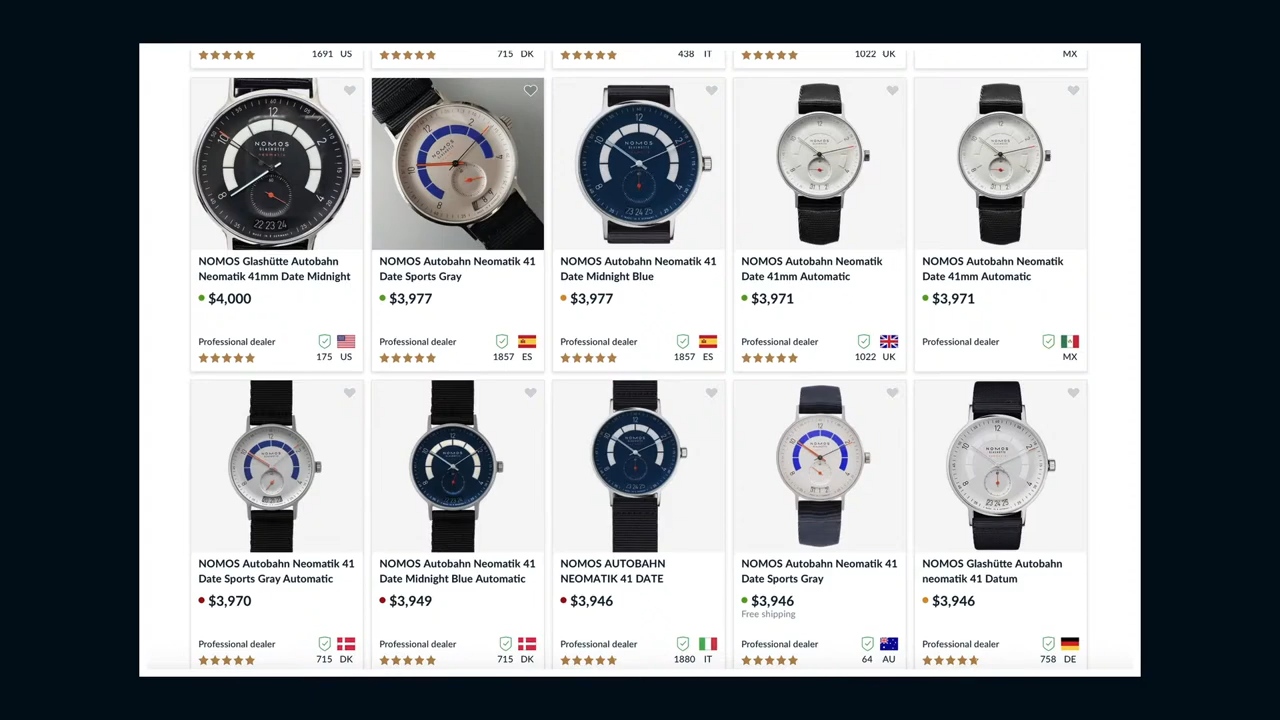 1691 US
715 DK
438 IT
1022 UK
MX
NOMOS Glashütte Autobahn
Neomatik 41mm Date Midnight
$4,000
Professional dealer
175 US
NOMOS Autobahn Neomatik 41
Date Sports Gray
$3,977
Professional dealer
1857 ES
NOMOS Autobahn Neomatik 41
Date Midnight Blue
$3,977
Professional dealer
1857 ES
NOMOS Autobahn Neomatik
Date 41mm Automatic
$3,971
Professional dealer
1022 UK
NOMOS Autobahn Neomatik
Date 41mm Automatic
$3,971
Professional dealer
MX
NOMOS Autobahn Neomatik 41
Date Sports Gray Automatic
$3,970
Professional dealer
715 DK
NOMOS Autobahn Neomatik 41
Date Midnight Blue Automatic
$3,949
Professional dealer
715 DK
NOMOS AUTOBAHN
NEOMATIK 41 DATE
$3,946
Professional dealer
1880 IT
NOMOS Autobahn Neomatik 41
Date Sports Gray
$3,946
Free shipping
Professional dealer
64 AU
NOMOS Glashütte Autobahn
neomatik 41 Datum
$3,946
Professional dealer
758 DE